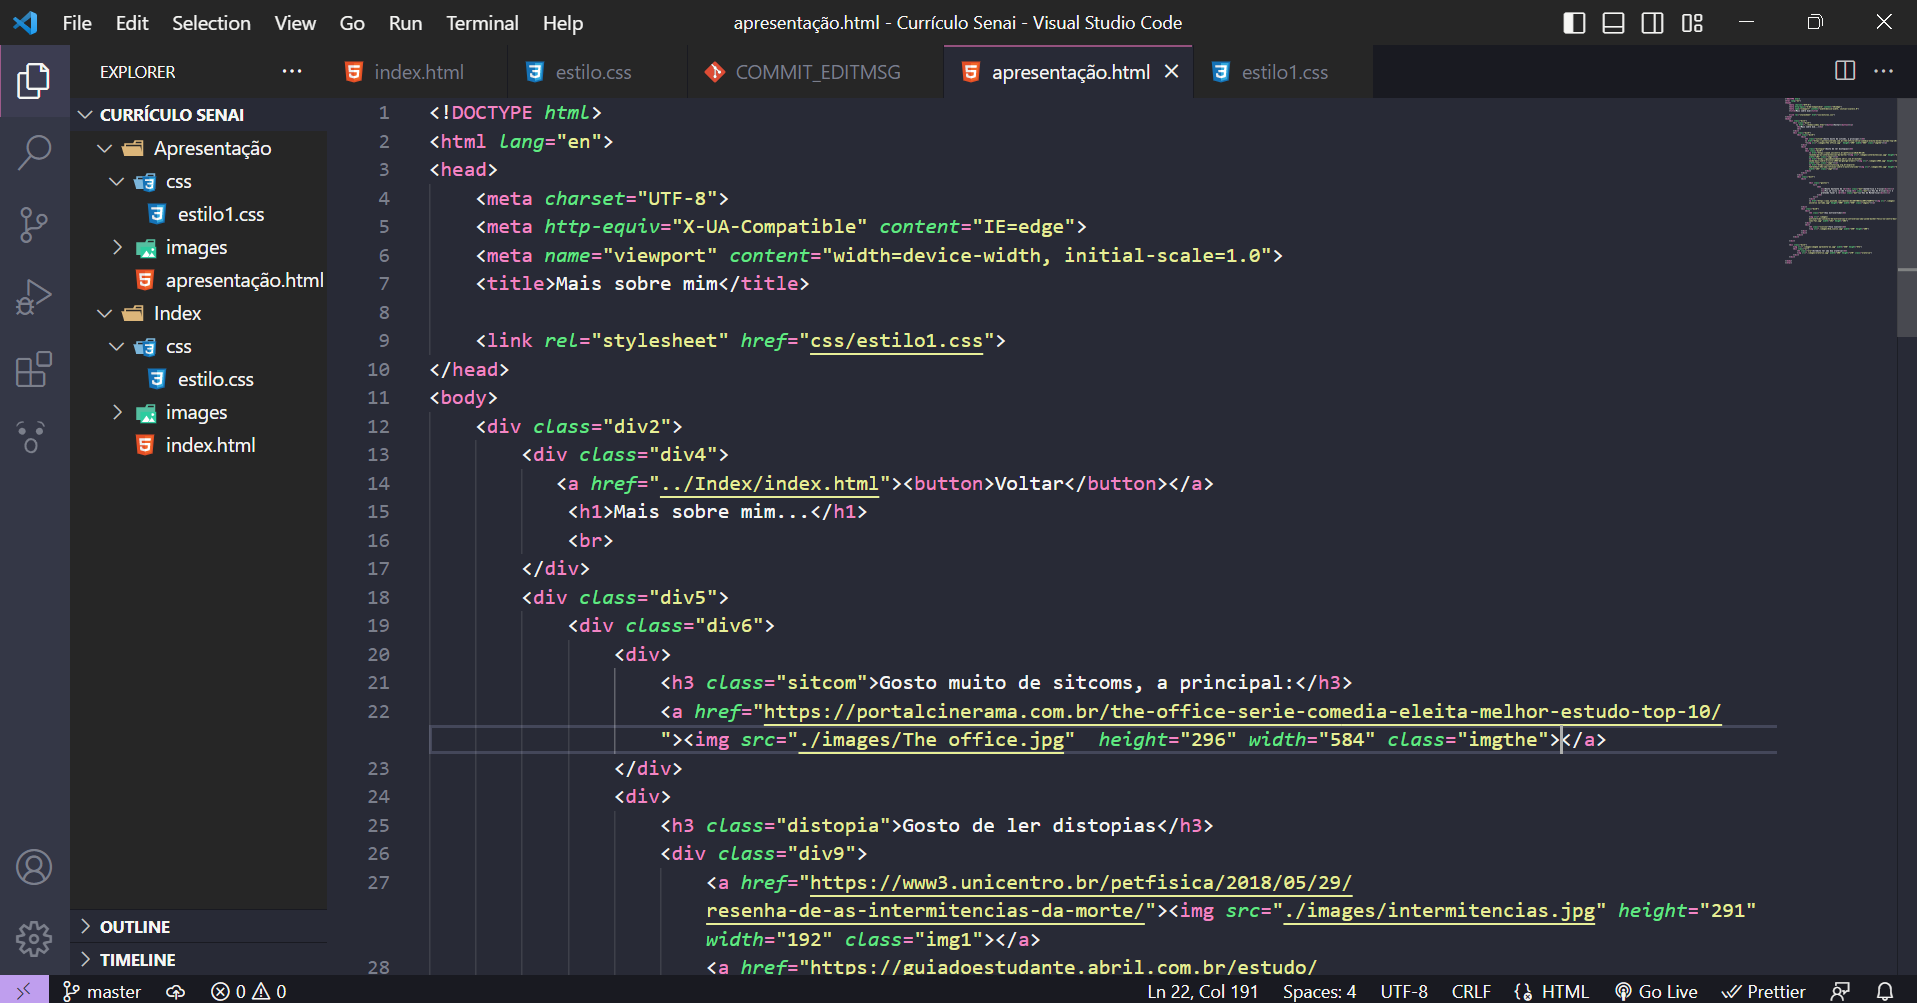 File Edit Selection View Go Run Terminal Help
apresentação.html - Currículo Senai - Visual Studio Code
EXPLORER
index.html
estilo.css
COMMIT_EDITMSG
apresentação.html
estilo1.css
CURRÍCULO SENAI
Apresentação
css
estilo1.css
images
apresentação.html
Index
css
estilo.css
images
index.html
OUTLINE
TIMELINE
1 <!DOCTYPE html>
2 <html lang="en">
3 <head>
4 <meta charset="UTF-8">
5 <meta http-equiv="X-UA-Compatible" content="IE=edge">
6 <meta name="viewport" content="width=device-width, initial-scale=1.0">
7 <title>Mais sobre mim</title>
8
9 <link rel="stylesheet" href="css/estilo1.css">
10 </head>
11 <body>
12 <div class="div2">
13 <div class="div4">
14 <a href="../Index/index.html"><button>Voltar</button></a>
15 <h1>Mais sobre mim...</h1>
16 <br>
17 </div>
18 <div class="div5">
19 <div class="div6">
20 <div>
21 <h3 class="sitcom">Gosto muito de sitcoms, a principal:</h3>
22 <a href="https://portalcinerama.com.br/the-office-serie-comedia-eleita-melhor-estudo-top-10/
"><img src="./images/The office.jpg"  height="296" width="584" class="imgthe"></a>
23 </div>
24 <div>
25 <h3 class="distopia">Gosto de ler distopias</h3>
26 <div class="div9">
27 <a href="https://www3.unicentro.br/petfisica/2018/05/29/
resenha-de-as-intermitencias-da-morte/"><img src="./images/intermitencias.jpg" height="291"
width="192" class="img1"></a>
28 <a href="https://guiadoestudante.abril.com.br/estudo/
master
0 0
Ln 22, Col 191
Spaces: 4
UTF-8
CRLF
HTML
Go Live
Prettier